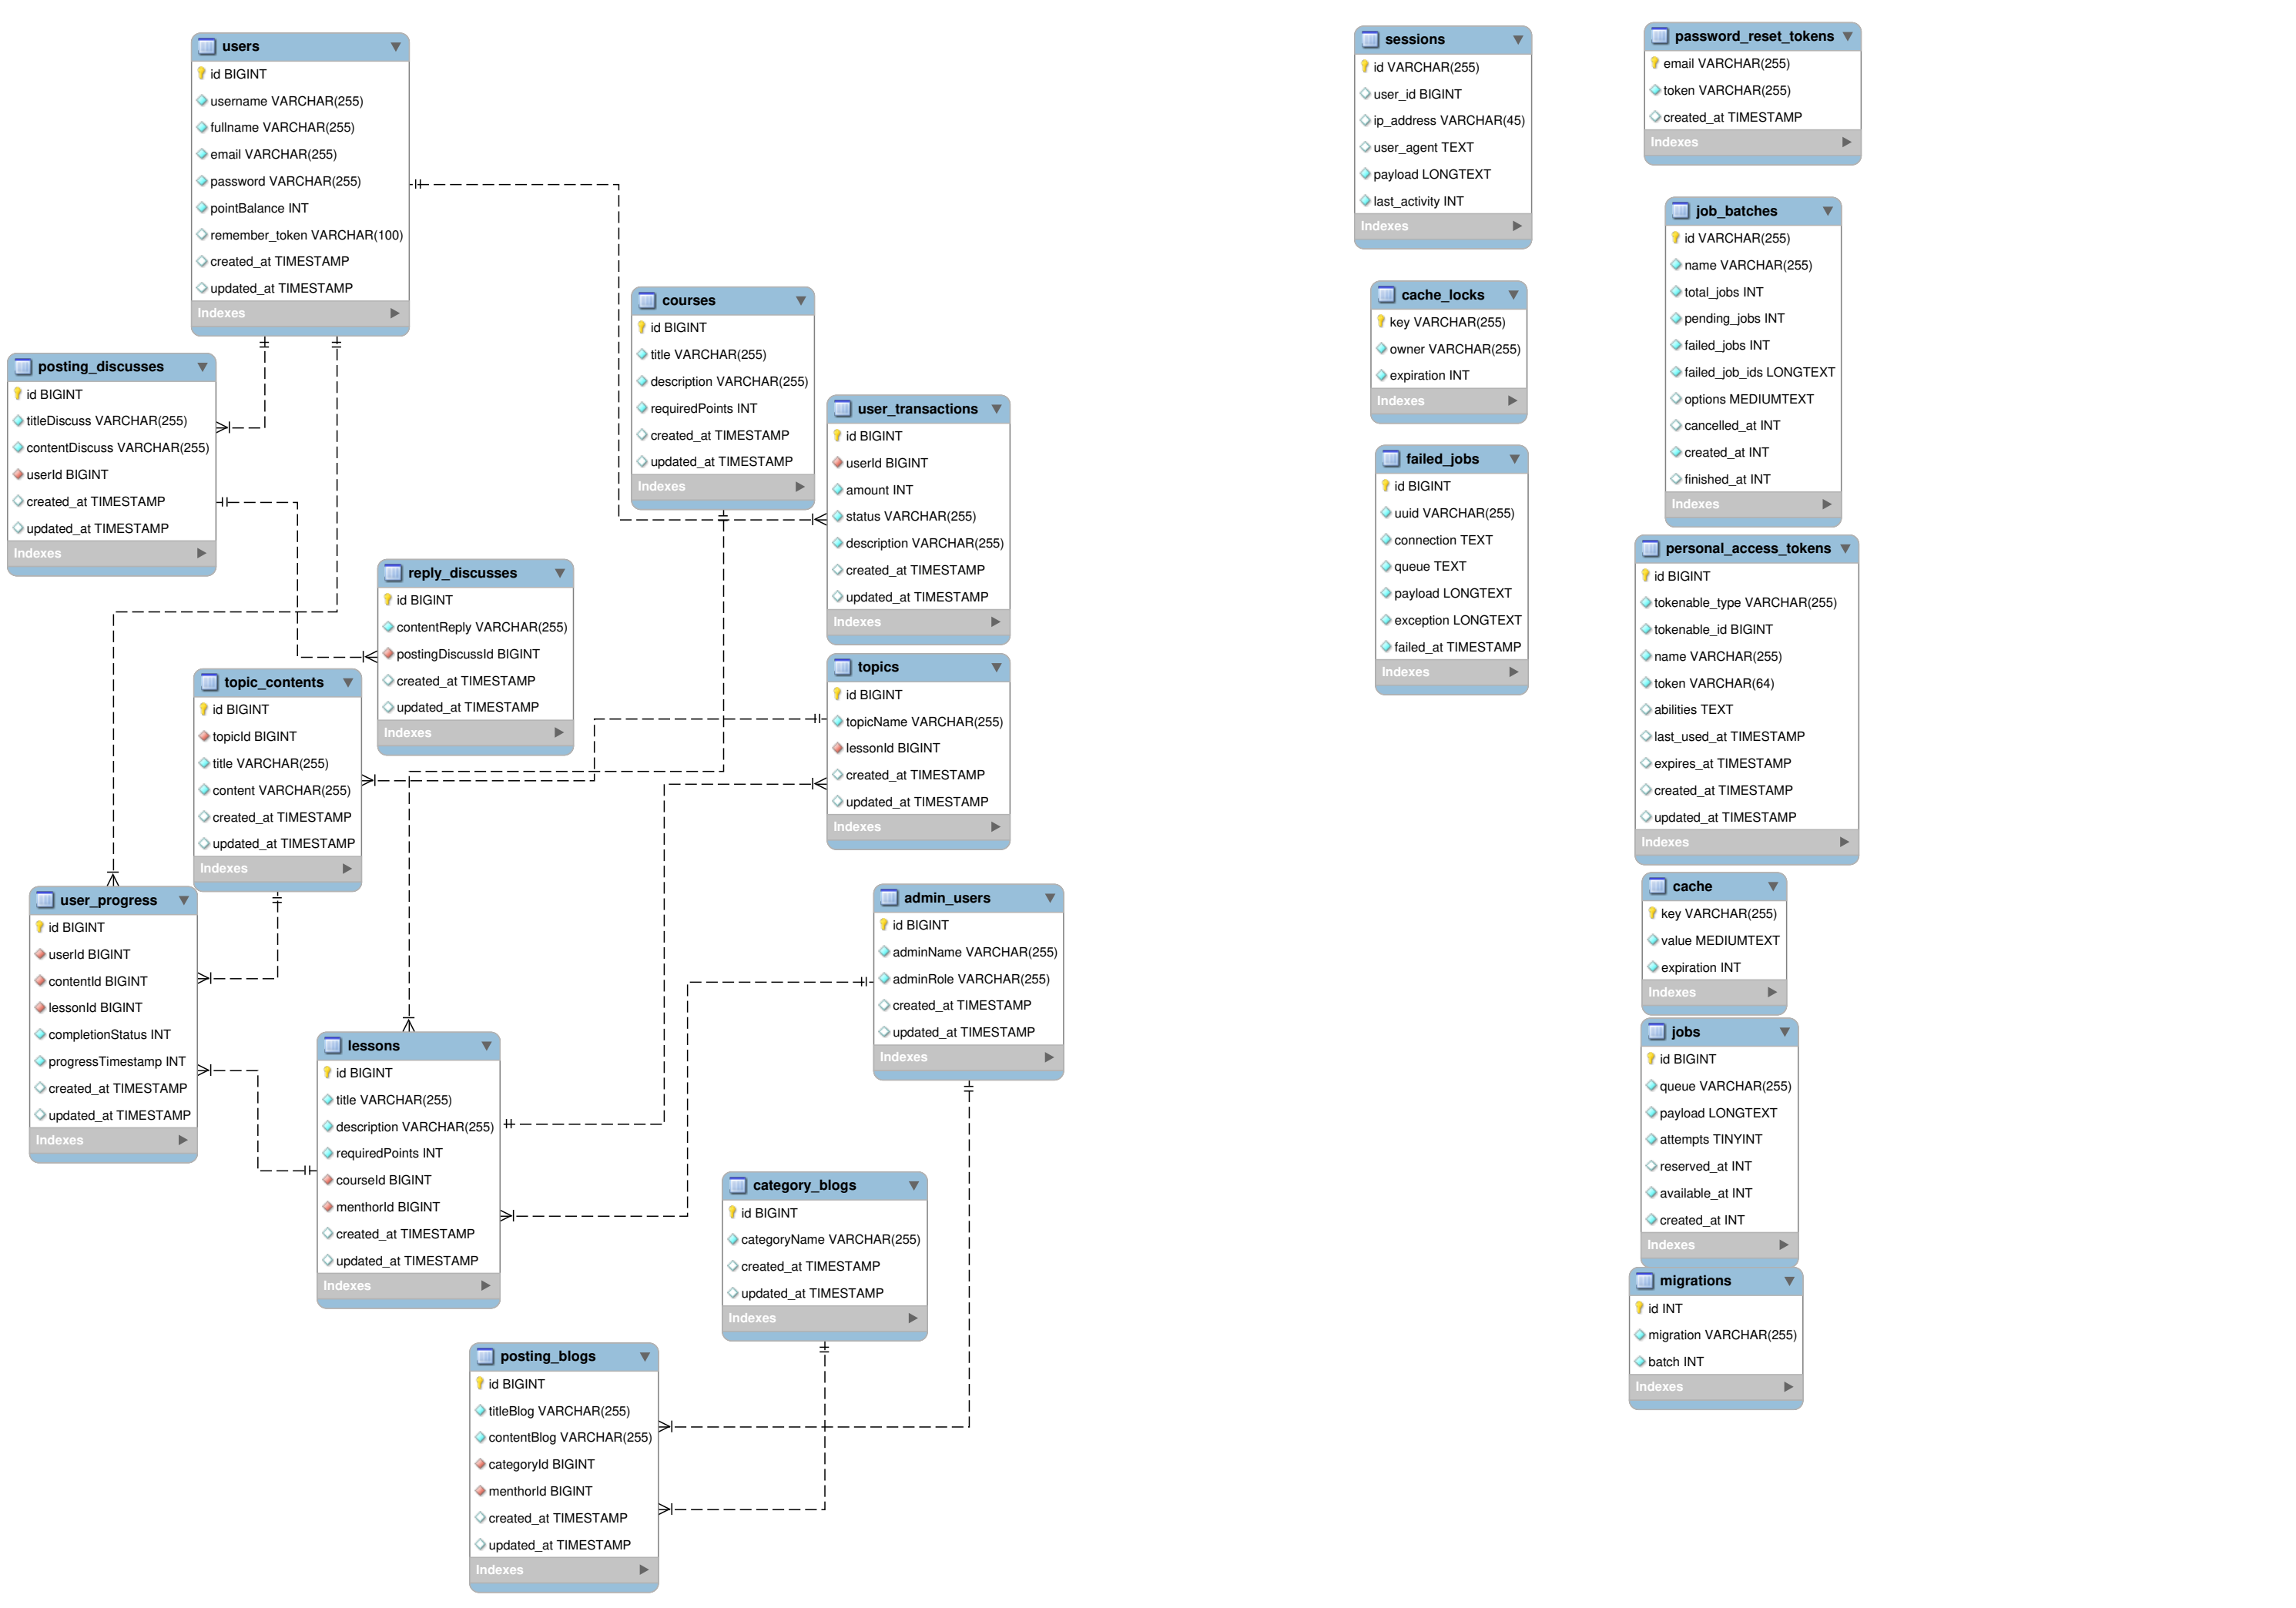 users
id BIGINT
username VARCHAR(255)
fullname VARCHAR(255)
email VARCHAR(255)
password VARCHAR(255)
pointBalance INT
remember_token VARCHAR(100)
created_at TIMESTAMP
updated_at TIMESTAMP
Indexes
posting_discusses
id BIGINT
titleDiscuss VARCHAR(255)
contentDiscuss VARCHAR(255)
userId BIGINT
created_at TIMESTAMP
updated_at TIMESTAMP
Indexes
courses
id BIGINT
title VARCHAR(255)
description VARCHAR(255)
requiredPoints INT
created_at TIMESTAMP
updated_at TIMESTAMP
Indexes
user_transactions
id BIGINT
userId BIGINT
amount INT
status VARCHAR(255)
description VARCHAR(255)
created_at TIMESTAMP
updated_at TIMESTAMP
Indexes
reply_discusses
id BIGINT
contentReply VARCHAR(255)
postingDiscussId BIGINT
created_at TIMESTAMP
updated_at TIMESTAMP
Indexes
topic_contents
id BIGINT
topicId BIGINT
title VARCHAR(255)
content VARCHAR(255)
created_at TIMESTAMP
updated_at TIMESTAMP
Indexes
topics
id BIGINT
topicName VARCHAR(255)
lessonId BIGINT
created_at TIMESTAMP
updated_at TIMESTAMP
Indexes
user_progress
id BIGINT
userId BIGINT
contentId BIGINT
lessonId BIGINT
completionStatus INT
progressTimestamp INT
created_at TIMESTAMP
updated_at TIMESTAMP
Indexes
admin_users
id BIGINT
adminName VARCHAR(255)
adminRole VARCHAR(255)
created_at TIMESTAMP
updated_at TIMESTAMP
Indexes
lessons
id BIGINT
title VARCHAR(255)
description VARCHAR(255)
requiredPoints INT
courseId BIGINT
menthorId BIGINT
created_at TIMESTAMP
updated_at TIMESTAMP
Indexes
category_blogs
id BIGINT
categoryName VARCHAR(255)
created_at TIMESTAMP
updated_at TIMESTAMP
Indexes
posting_blogs
id BIGINT
titleBlog VARCHAR(255)
contentBlog VARCHAR(255)
categoryId BIGINT
menthorId BIGINT
created_at TIMESTAMP
updated_at TIMESTAMP
Indexes
sessions
id VARCHAR(255)
user_id BIGINT
ip_address VARCHAR(45)
user_agent TEXT
payload LONGTEXT
last_activity INT
Indexes
cache_locks
key VARCHAR(255)
owner VARCHAR(255)
expiration INT
Indexes
failed_jobs
id BIGINT
uuid VARCHAR(255)
connection TEXT
queue TEXT
payload LONGTEXT
exception LONGTEXT
failed_at TIMESTAMP
Indexes
password_reset_tokens
email VARCHAR(255)
token VARCHAR(255)
created_at TIMESTAMP
Indexes
job_batches
id VARCHAR(255)
name VARCHAR(255)
total_jobs INT
pending_jobs INT
failed_jobs INT
failed_job_ids LONGTEXT
options MEDIUMTEXT
cancelled_at INT
created_at INT
finished_at INT
Indexes
personal_access_tokens
id BIGINT
tokenable_type VARCHAR(255)
tokenable_id BIGINT
name VARCHAR(255)
token VARCHAR(64)
abilities TEXT
last_used_at TIMESTAMP
expires_at TIMESTAMP
created_at TIMESTAMP
updated_at TIMESTAMP
Indexes
cache
key VARCHAR(255)
value MEDIUMTEXT
expiration INT
Indexes
jobs
id BIGINT
queue VARCHAR(255)
payload LONGTEXT
attempts TINYINT
reserved_at INT
available_at INT
created_at INT
Indexes
migrations
id INT
migration VARCHAR(255)
batch INT
Indexes